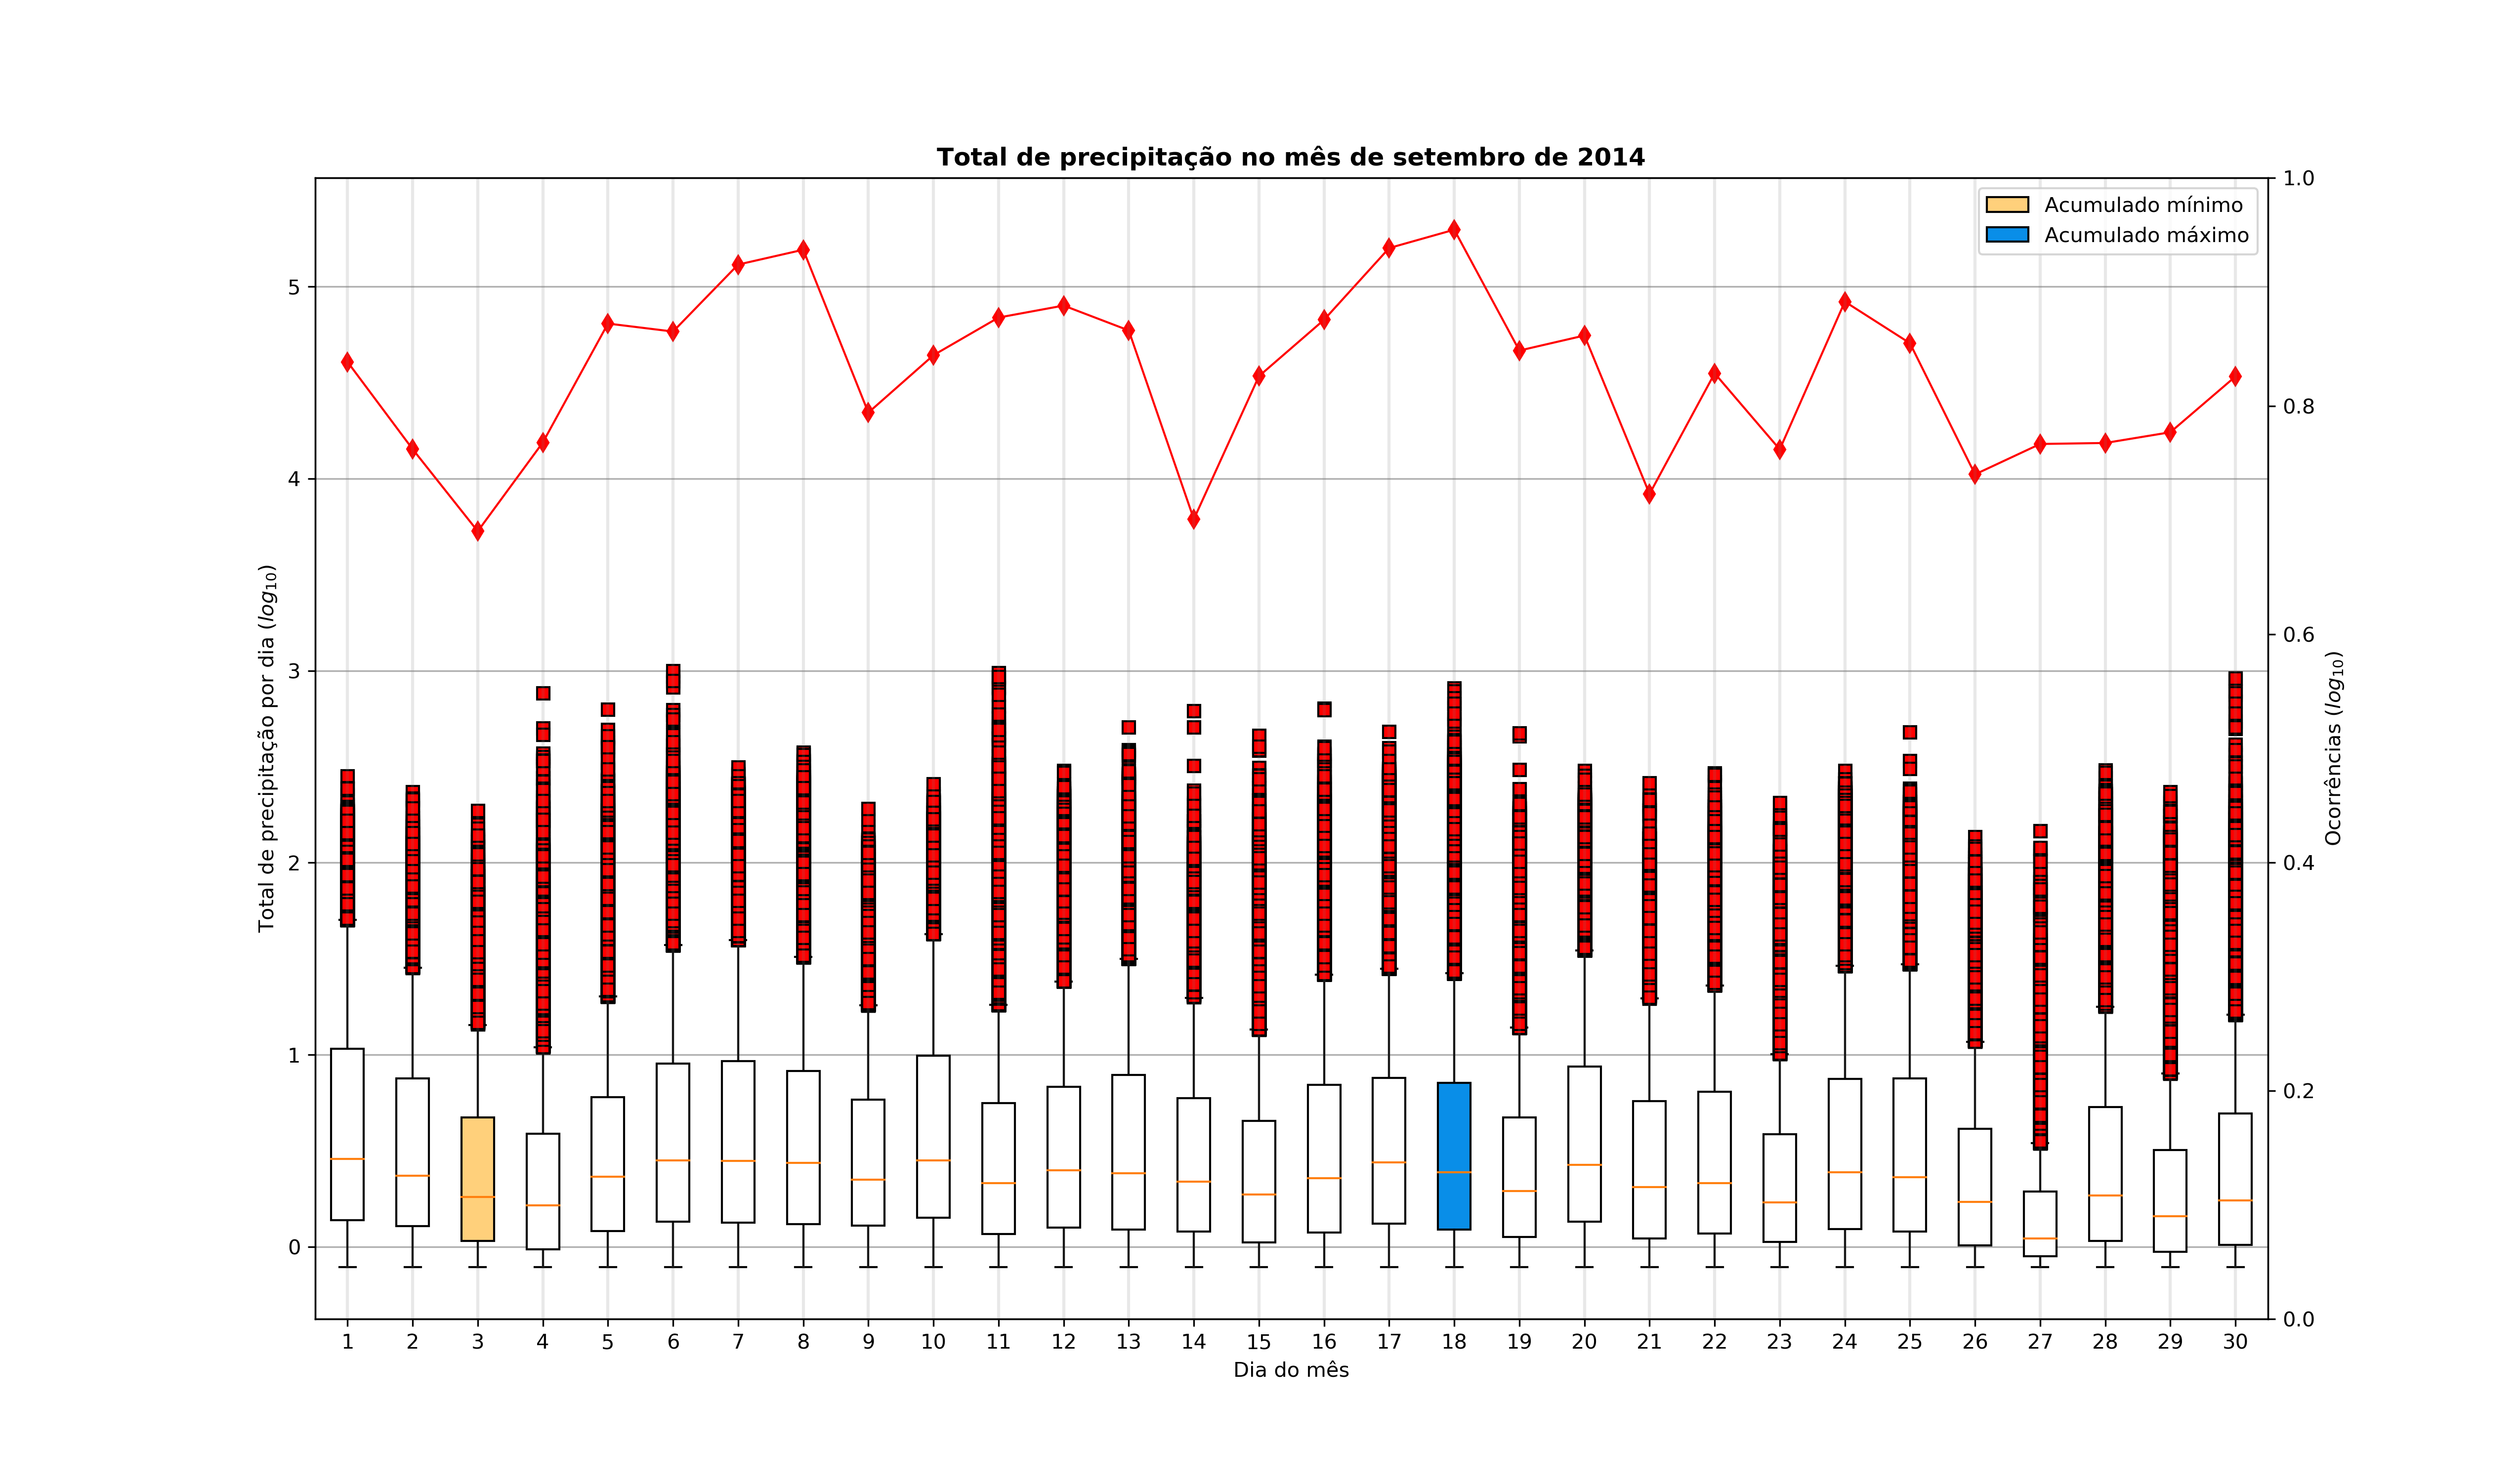 Total de precipitação no mês de setembro de 2014
Acumulado mínimo
Acumulado máximo
Total de precipitação por dia (log₁₀)
5
4
3
2
1
0
1.0
0.8
0.6
0.4
0.2
0.0
Ocorrências (log₁₀)
1 2 3 4 5 6 7 8 9 10 11 12 13 14 15 16 17 18 19 20 21 22 23 24 25 26 27 28 29 30
Dia do mês